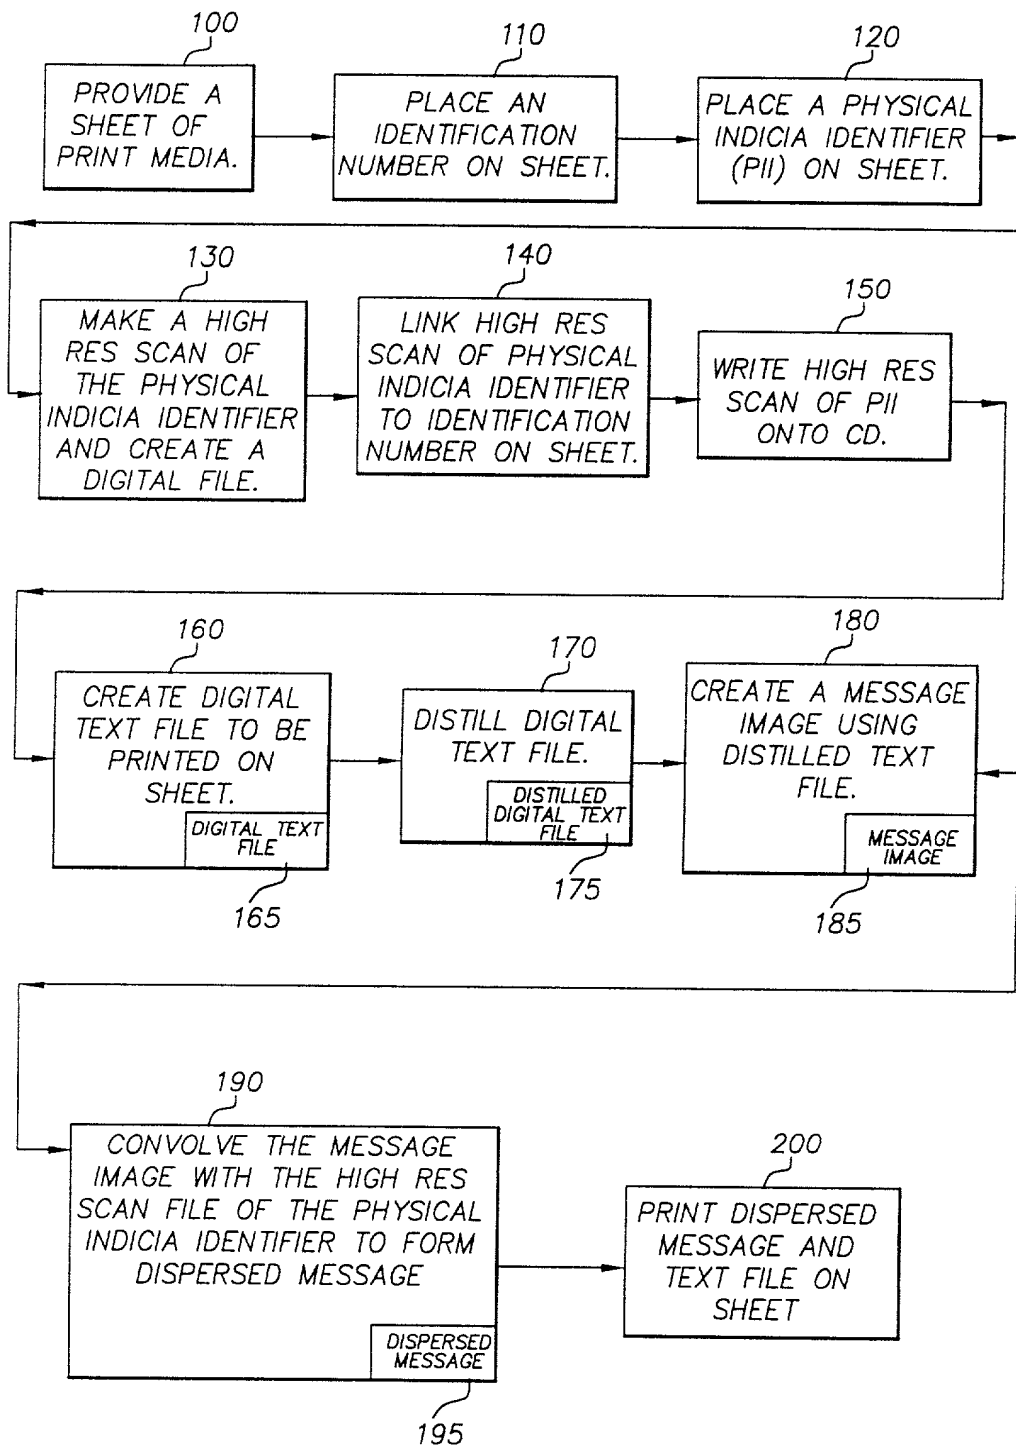 100
PROVIDE A
SHEET OF
PRINT MEDIA.
110
PLACE AN
IDENTIFICATION
NUMBER ON SHEET.
120
PLACE A PHYSICAL
INDICIA IDENTIFIER
(PII) ON SHEET.
130
MAKE A HIGH
RES SCAN OF
THE PHYSICAL
INDICIA IDENTIFIER
AND CREATE A
DIGITAL FILE.
140
LINK HIGH RES
SCAN OF PHYSICAL
INDICIA IDENTIFIER
TO IDENTIFICATION
NUMBER ON SHEET.
150
WRITE HIGH RES
SCAN OF PII
ONTO CD.
160
CREATE DIGITAL
TEXT FILE TO BE
PRINTED ON
SHEET.
DIGITAL TEXT
FILE
165
170
DISTILL DIGITAL
TEXT FILE.
DISTILLED
DIGITAL TEXT
FILE
175
180
CREATE A MESSAGE
IMAGE USING
DISTILLED TEXT
FILE.
MESSAGE
IMAGE
185
190
CONVOLVE THE MESSAGE
IMAGE WITH THE HIGH RES
SCAN FILE OF THE PHYSICAL
INDICIA IDENTIFIER TO FORM
DISPERSED MESSAGE
DISPERSED
MESSAGE
195
200
PRINT DISPERSED
MESSAGE AND
TEXT FILE ON
SHEET